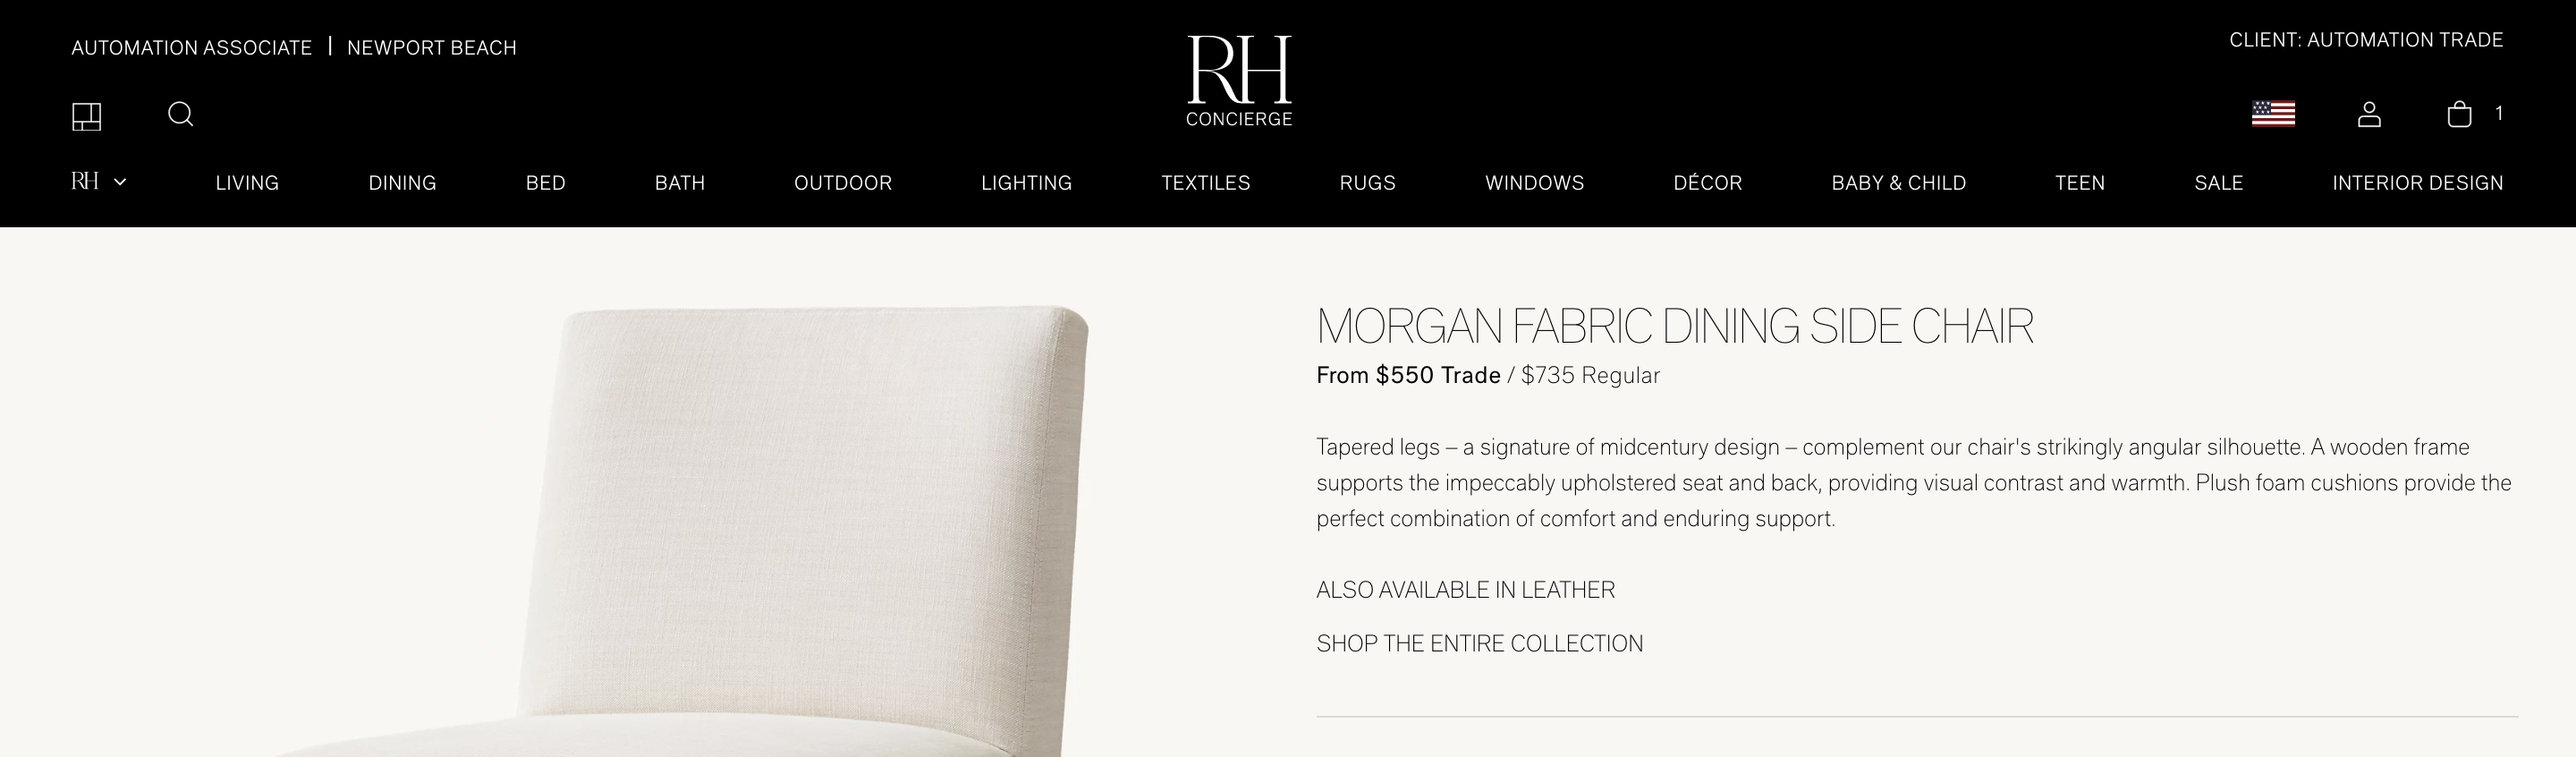 AUTOMATION ASSOCIATE | NEWPORT BEACH
RH
CONCIERGE
CLIENT: AUTOMATION TRADE
1
RH LIVING DINING BED BATH OUTDOOR LIGHTING TEXTILES RUGS WINDOWS DÉCOR BABY & CHILD TEEN SALE INTERIOR DESIGN
MORGAN FABRIC DINING SIDE CHAIR
From $550 Trade / $735 Regular
Tapered legs – a signature of midcentury design – complement our chair's strikingly angular silhouette. A wooden frame
supports the impeccably upholstered seat and back, providing visual contrast and warmth. Plush foam cushions provide the
perfect combination of comfort and enduring support.
ALSO AVAILABLE IN LEATHER
SHOP THE ENTIRE COLLECTION